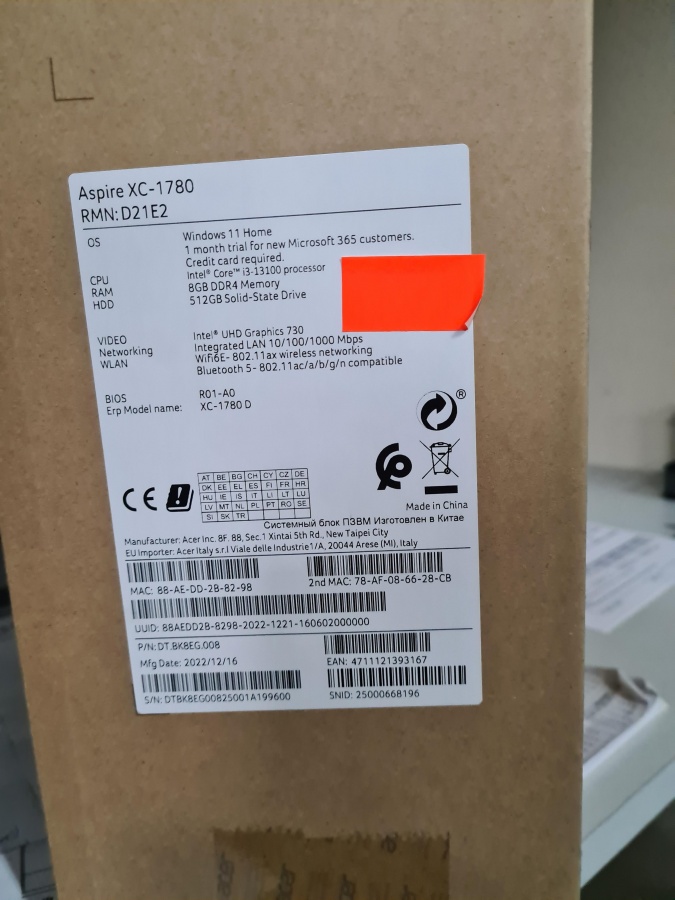 Aspire XC-1780
RMN: D21E2
OS Windows 11 Home
1 month trial for new Microsoft 365 customers.
Credit card required.
CPU Intel® Core™ i3-13100 processor
RAM 8GB DDR4 Memory
HDD 512GB Solid-State Drive
VIDEO Intel® UHD Graphics 730
Networking Integrated LAN 10/100/1000 Mbps
WLAN Wifi6E- 802.11ax wireless networking
Bluetooth 5- 802.11ac/a/b/g/n compatible
BIOS R01-A0
Erp Model name: XC-1780 D
CE
AT BE BG CH CY CZ DE
DK EE EL ES FI FR HR
HU IE IS IT LI LT LU
LV MT NL PL PT RO SE
SI SK TR
Made in China
Системный блок ПЗВМ Изготовлен в Китае
Manufacturer: Acer Inc. 8F. 88, Sec.1 Xintai 5th Rd., New Taipei City
EU Importer: Acer Italy s.r.l Viale delle Industrie1/A, 20044 Arese (MI), Italy
MAC: 88-AE-DD-2B-82-98
2nd MAC: 78-AF-08-66-28-CB
UUID: 88AEDD2B-8298-2022-1221-160602000000
P/N: DT.BK8EG.008
Mfg Date: 2022/12/16
EAN: 4711121393167
S/N: DTBK8EG00825001A199600
SNID: 25000668196
acer